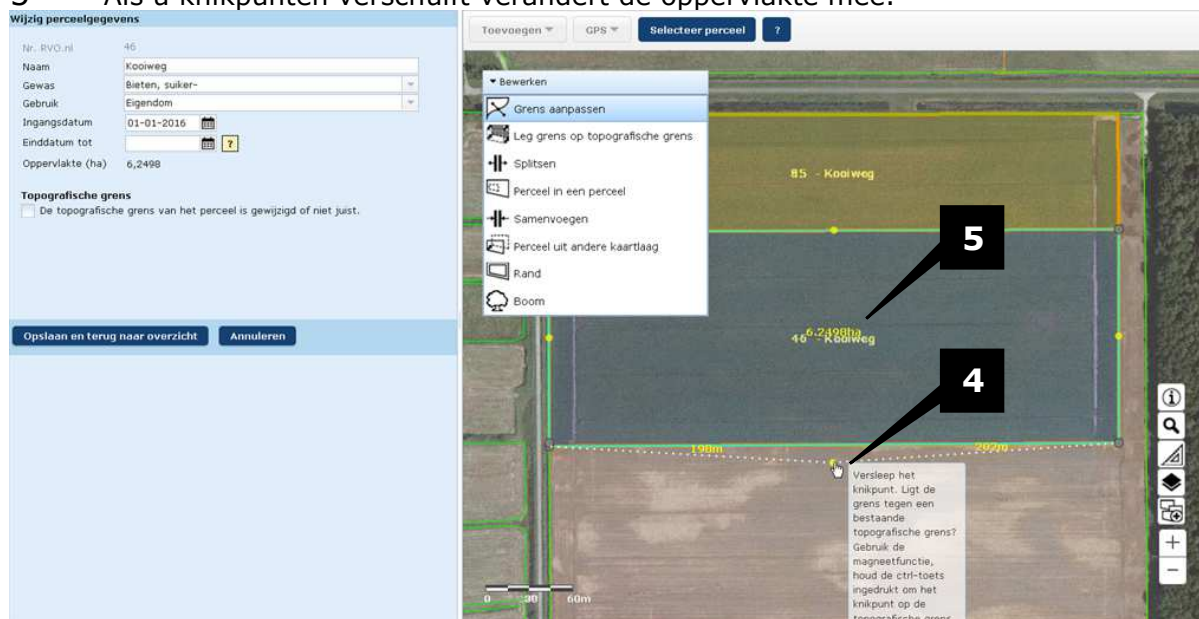 5 Als u knikpunten verschuift verandert de oppervlakte mee.
Wijzig perceelgegevens
Nr. RVO.nl 46
Naam Kooiweg
Gewas Bieten, suiker-
Gebruik Eigendom
Ingangsdatum 01-01-2016
Einddatum tot ?
Oppervlakte (ha) 6,2498
Topografische grens
De topografische grens van het perceel is gewijzigd of niet juist.
Opslaan en terug naar overzicht Annuleren
Toevoegen GPS Selecteer perceel ?
Bewerken
Grens aanpassen
Leg grens op topografische grens
Splitsen
Perceel in een perceel
Samenvoegen
Perceel uit andere kaartlaag
Rand
Boom
85 - Kooiweg
5
6.2498ha
46 - Kooiweg
4
198m 202m
Versleep het
knikpunt. Ligt de
grens tegen een
bestaande
topografische grens?
Gebruik de
magneetfunctie,
houd de ctrl-toets
ingedrukt om het
knikpunt op de
topografische grens
0 30 60m